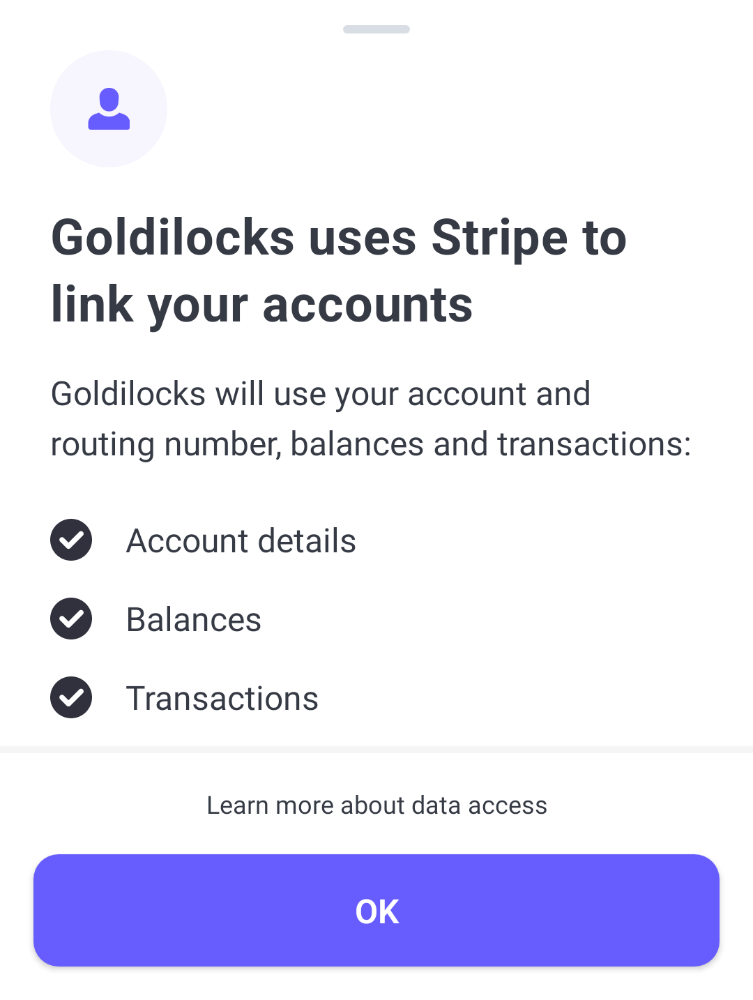 Goldilocks uses Stripe to
link your accounts
Goldilocks will use your account and
routing number, balances and transactions:
Account details
Balances
Transactions
Learn more about data access
OK